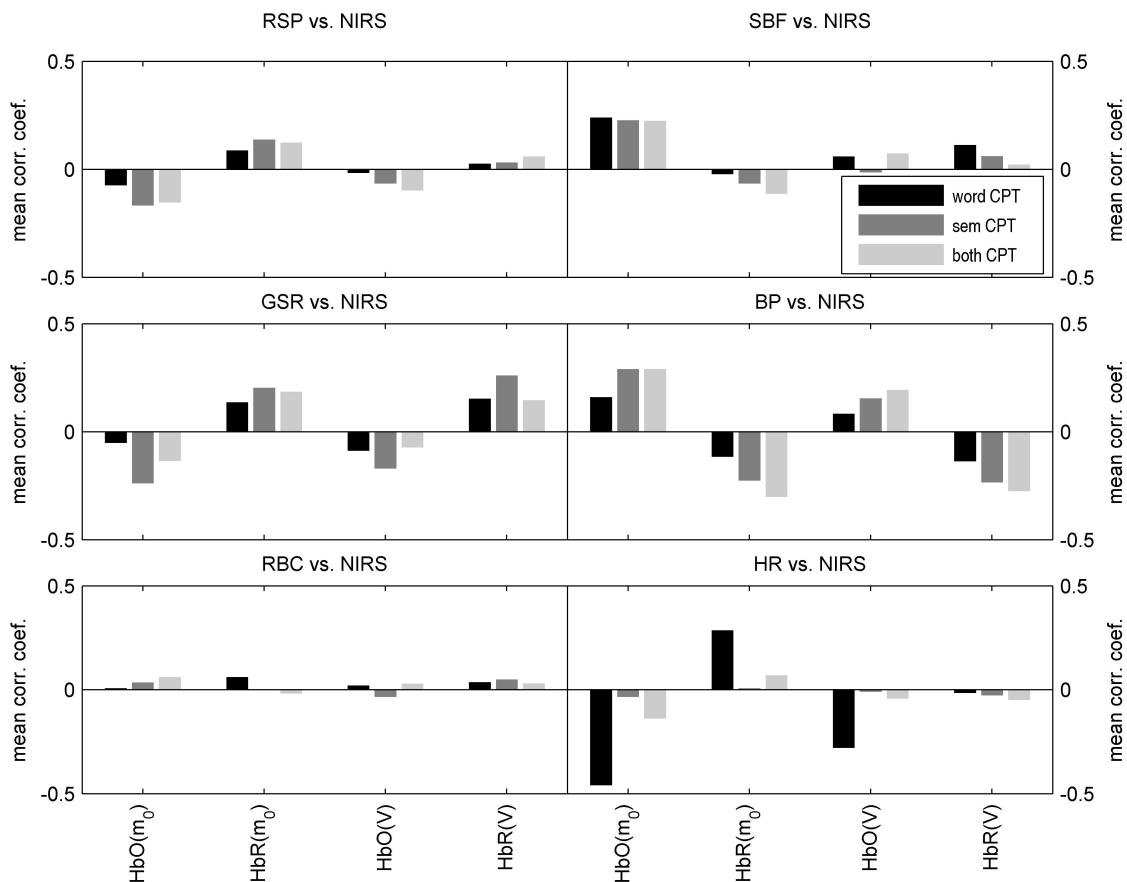 RSP vs. NIRS
SBF vs. NIRS
0.5
0
-0.5
mean corr. coef.
0.5
0
-0.5
mean corr. coef.
word CPT
sem CPT
both CPT
GSR vs. NIRS
BP vs. NIRS
0.5
0
-0.5
mean corr. coef.
0.5
0
-0.5
mean corr. coef.
RBC vs. NIRS
HR vs. NIRS
0.5
0
-0.5
mean corr. coef.
0.5
0
-0.5
mean corr. coef.
HbO(m0)
HbR(m0)
HbO(V)
HbR(V)
HbO(m0)
HbR(m0)
HbO(V)
HbR(V)